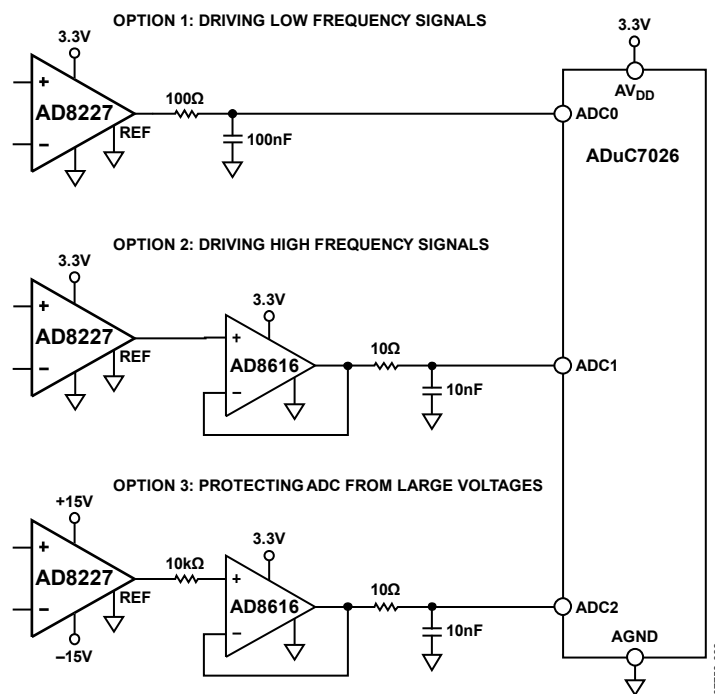 OPTION 1: DRIVING LOW FREQUENCY SIGNALS
3.3V
3.3V
AD8227
REF
100Ω
100nF
AVDD
ADC0
ADuC7026
OPTION 2: DRIVING HIGH FREQUENCY SIGNALS
3.3V
AD8227
REF
3.3V
AD8616
10Ω
10nF
ADC1
OPTION 3: PROTECTING ADC FROM LARGE VOLTAGES
+15V
AD8227
REF
–15V
10kΩ
3.3V
AD8616
10Ω
10nF
ADC2
AGND